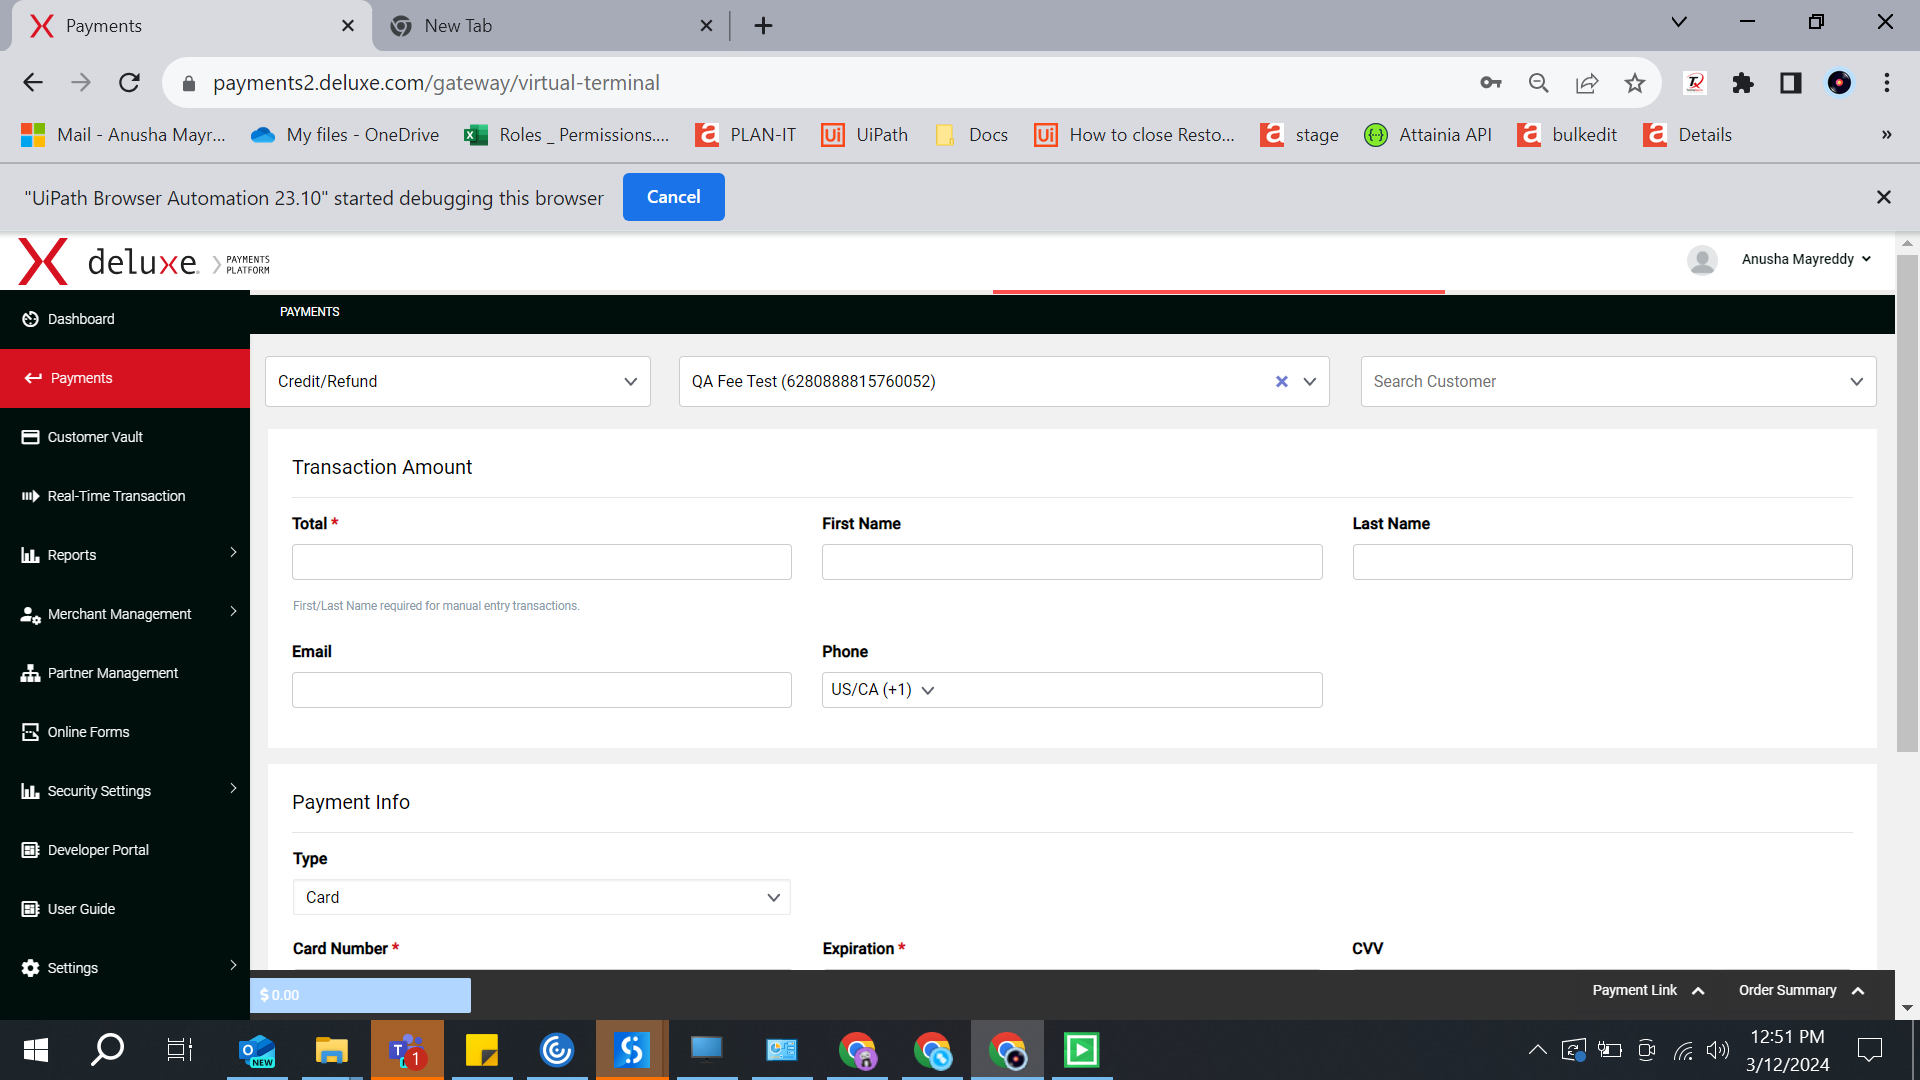 Payments
New Tab
payments2.deluxe.com/gateway/virtual-terminal
Mail - Anusha Mayr...
My files - OneDrive
Roles _ Permissions....
PLAN-IT
UiPath
Docs
How to close Resto...
stage
Attainia API
bulkedit
Details
»
"UiPath Browser Automation 23.10" started debugging this browser
Cancel
deluxe.
PAYMENTS
PLATFORM
Anusha Mayreddy
Dashboard
Payments
Customer Vault
Real-Time Transaction
Reports
Merchant Management
Partner Management
Online Forms
Security Settings
Developer Portal
User Guide
Settings
PAYMENTS
Credit/Refund
QA Fee Test (6280888815760052)
Search Customer
Transaction Amount
Total *
First Name
Last Name
First/Last Name required for manual entry transactions.
Email
Phone
US/CA (+1)
Payment Info
Type
Card
Card Number *
Expiration *
CVV
$ 0.00
Payment Link
Order Summary
NEW
1
12:51 PM
3/12/2024